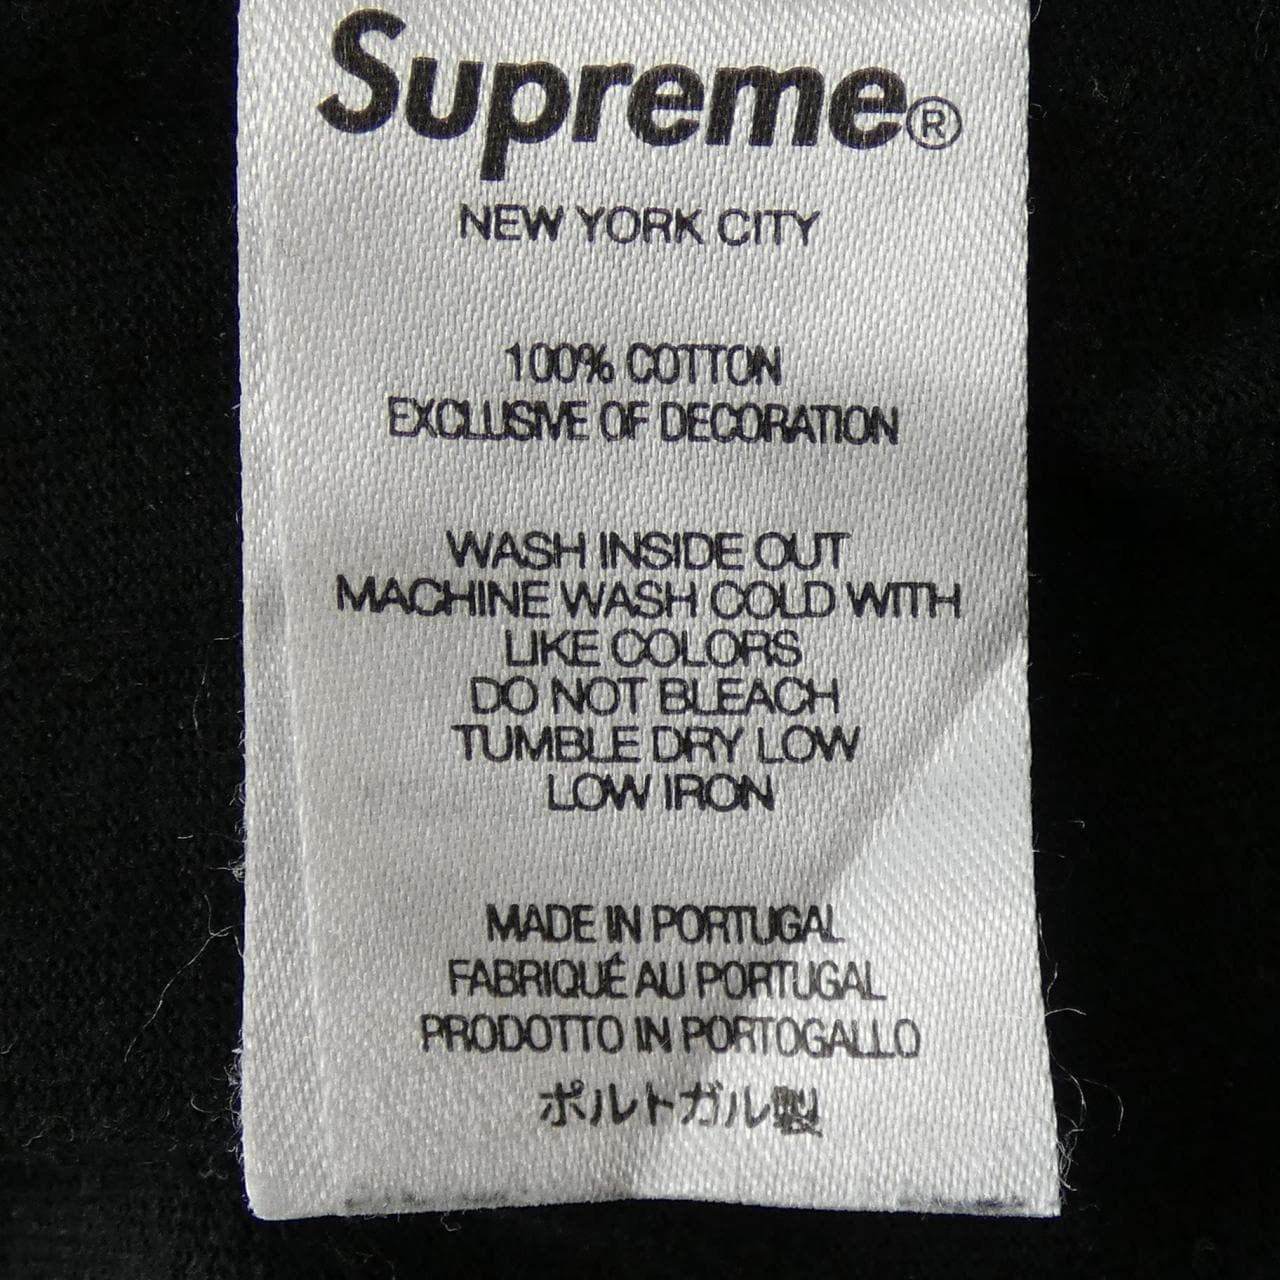 Supreme®
NEW YORK CITY
100% COTTON
EXCLUSIVE OF DECORATION
WASH INSIDE OUT
MACHINE WASH COLD WITH
LIKE COLORS
DO NOT BLEACH
TUMBLE DRY LOW
LOW IRON
MADE IN PORTUGAL
FABRIQUÉ AU PORTUGAL
PRODOTTO IN PORTOGALLO
ポルトガル製